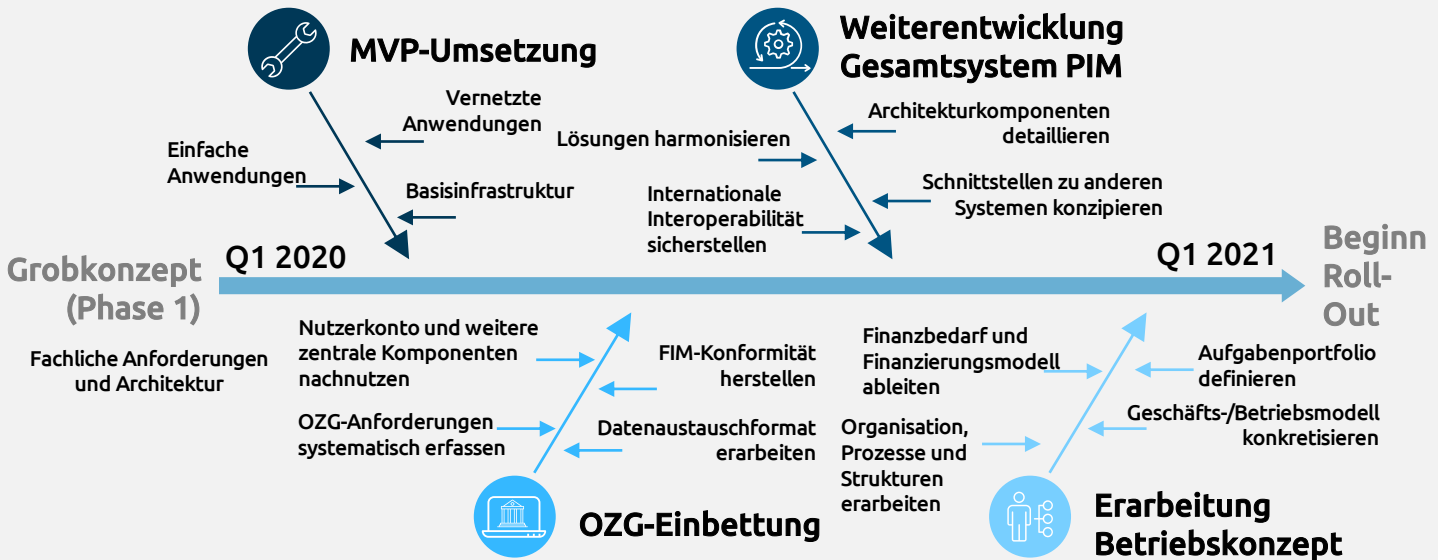 MVP-Umsetzung
Vernetzte
Anwendungen
Einfache
Anwendungen
Basisinfrastruktur
Weiterentwicklung
Gesamtsystem PIM
Architekturkomponenten
detaillieren
Lösungen harmonisieren
Internationale
Interoperabilität
sicherstellen
Schnittstellen zu anderen
Systemen konzipieren
Grobkonzept
(Phase 1)
Q1 2020
Q1 2021
Beginn
Roll-
Out
Fachliche Anforderungen
und Architektur
Nutzerkonto und weitere
zentrale Komponenten
nachnutzen
FIM-Konformität
herstellen
OZG-Anforderungen
systematisch erfassen
Datenaustauschformat
erarbeiten
OZG-Einbettung
Finanzbedarf und
Finanzierungsmodell
ableiten
Aufgabenportfolio
definieren
Organisation,
Prozesse und
Strukturen
erarbeiten
Geschäfts-/Betriebsmodell
konkretisieren
Erarbeitung
Betriebskonzept